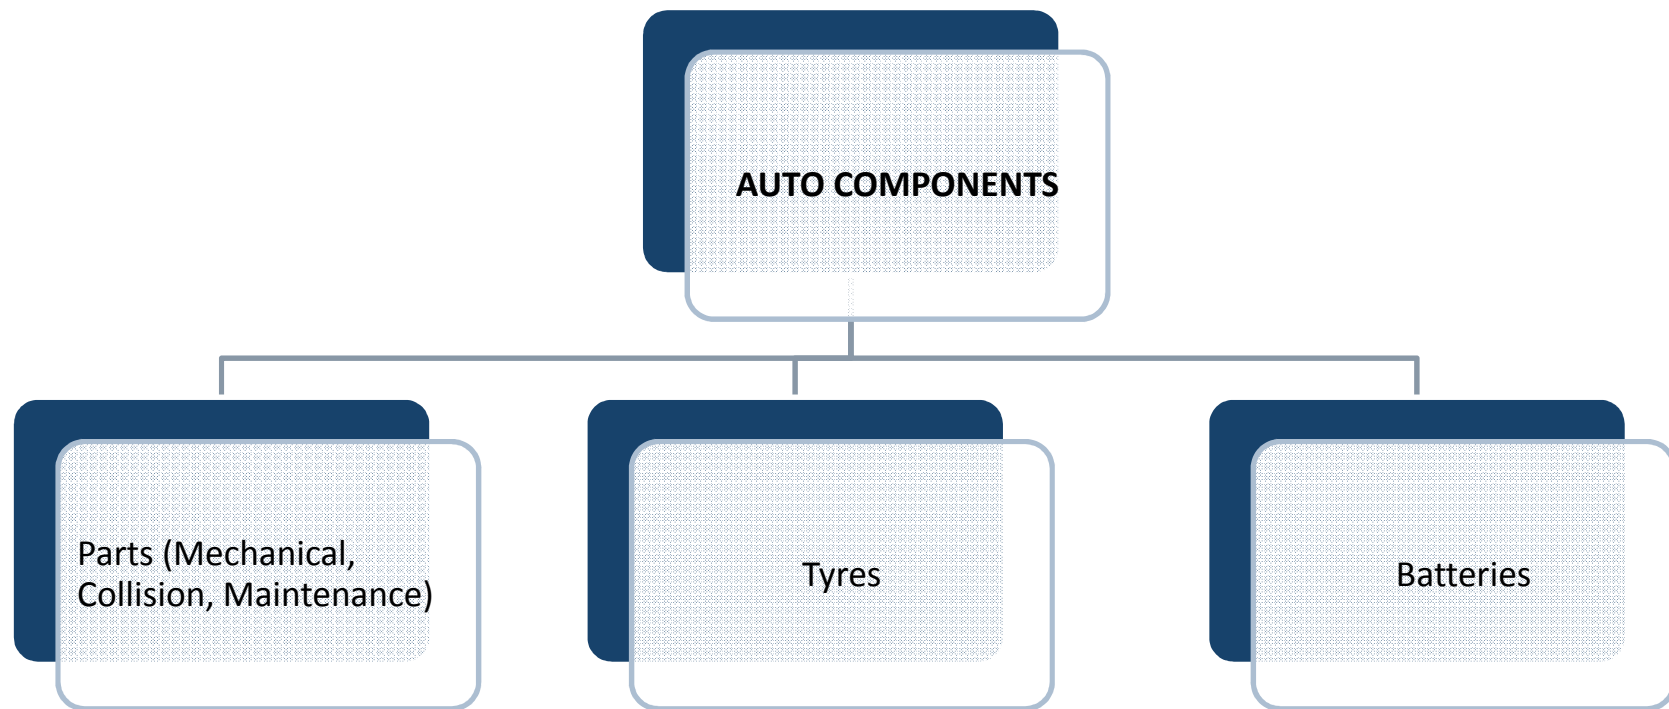 AUTO COMPONENTS
Parts (Mechanical,
Collision, Maintenance)
Tyres
Batteries